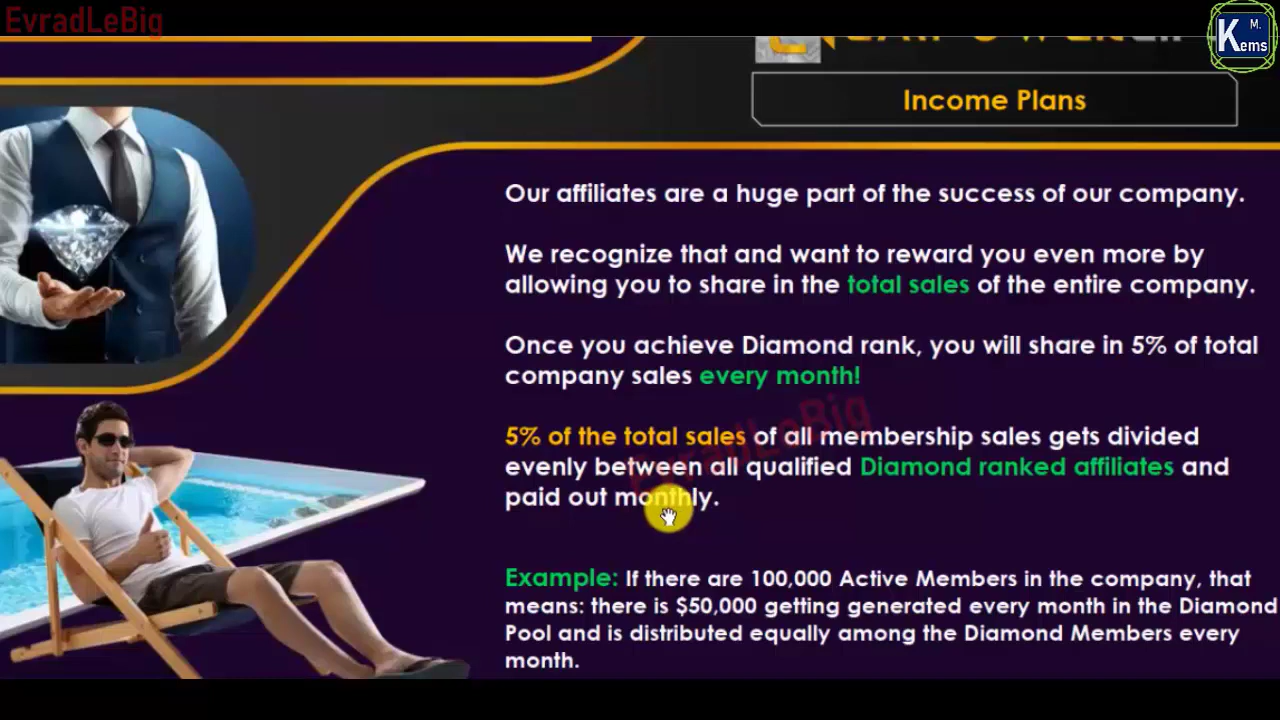 EvradLeBig
M.
Kems
Income Plans
Our affiliates are a huge part of the success of our company.
We recognize that and want to reward you even more by
allowing you to share in the total sales of the entire company.
Once you achieve Diamond rank, you will share in 5% of total
company sales every month!
5% of the total sales of all membership sales gets divided
evenly between all qualified Diamond ranked affiliates and
paid out monthly.
EvradLeBig
Example: If there are 100,000 Active Members in the company, that
means: there is $50,000 getting generated every month in the Diamond
Pool and is distributed equally among the Diamond Members every
month.